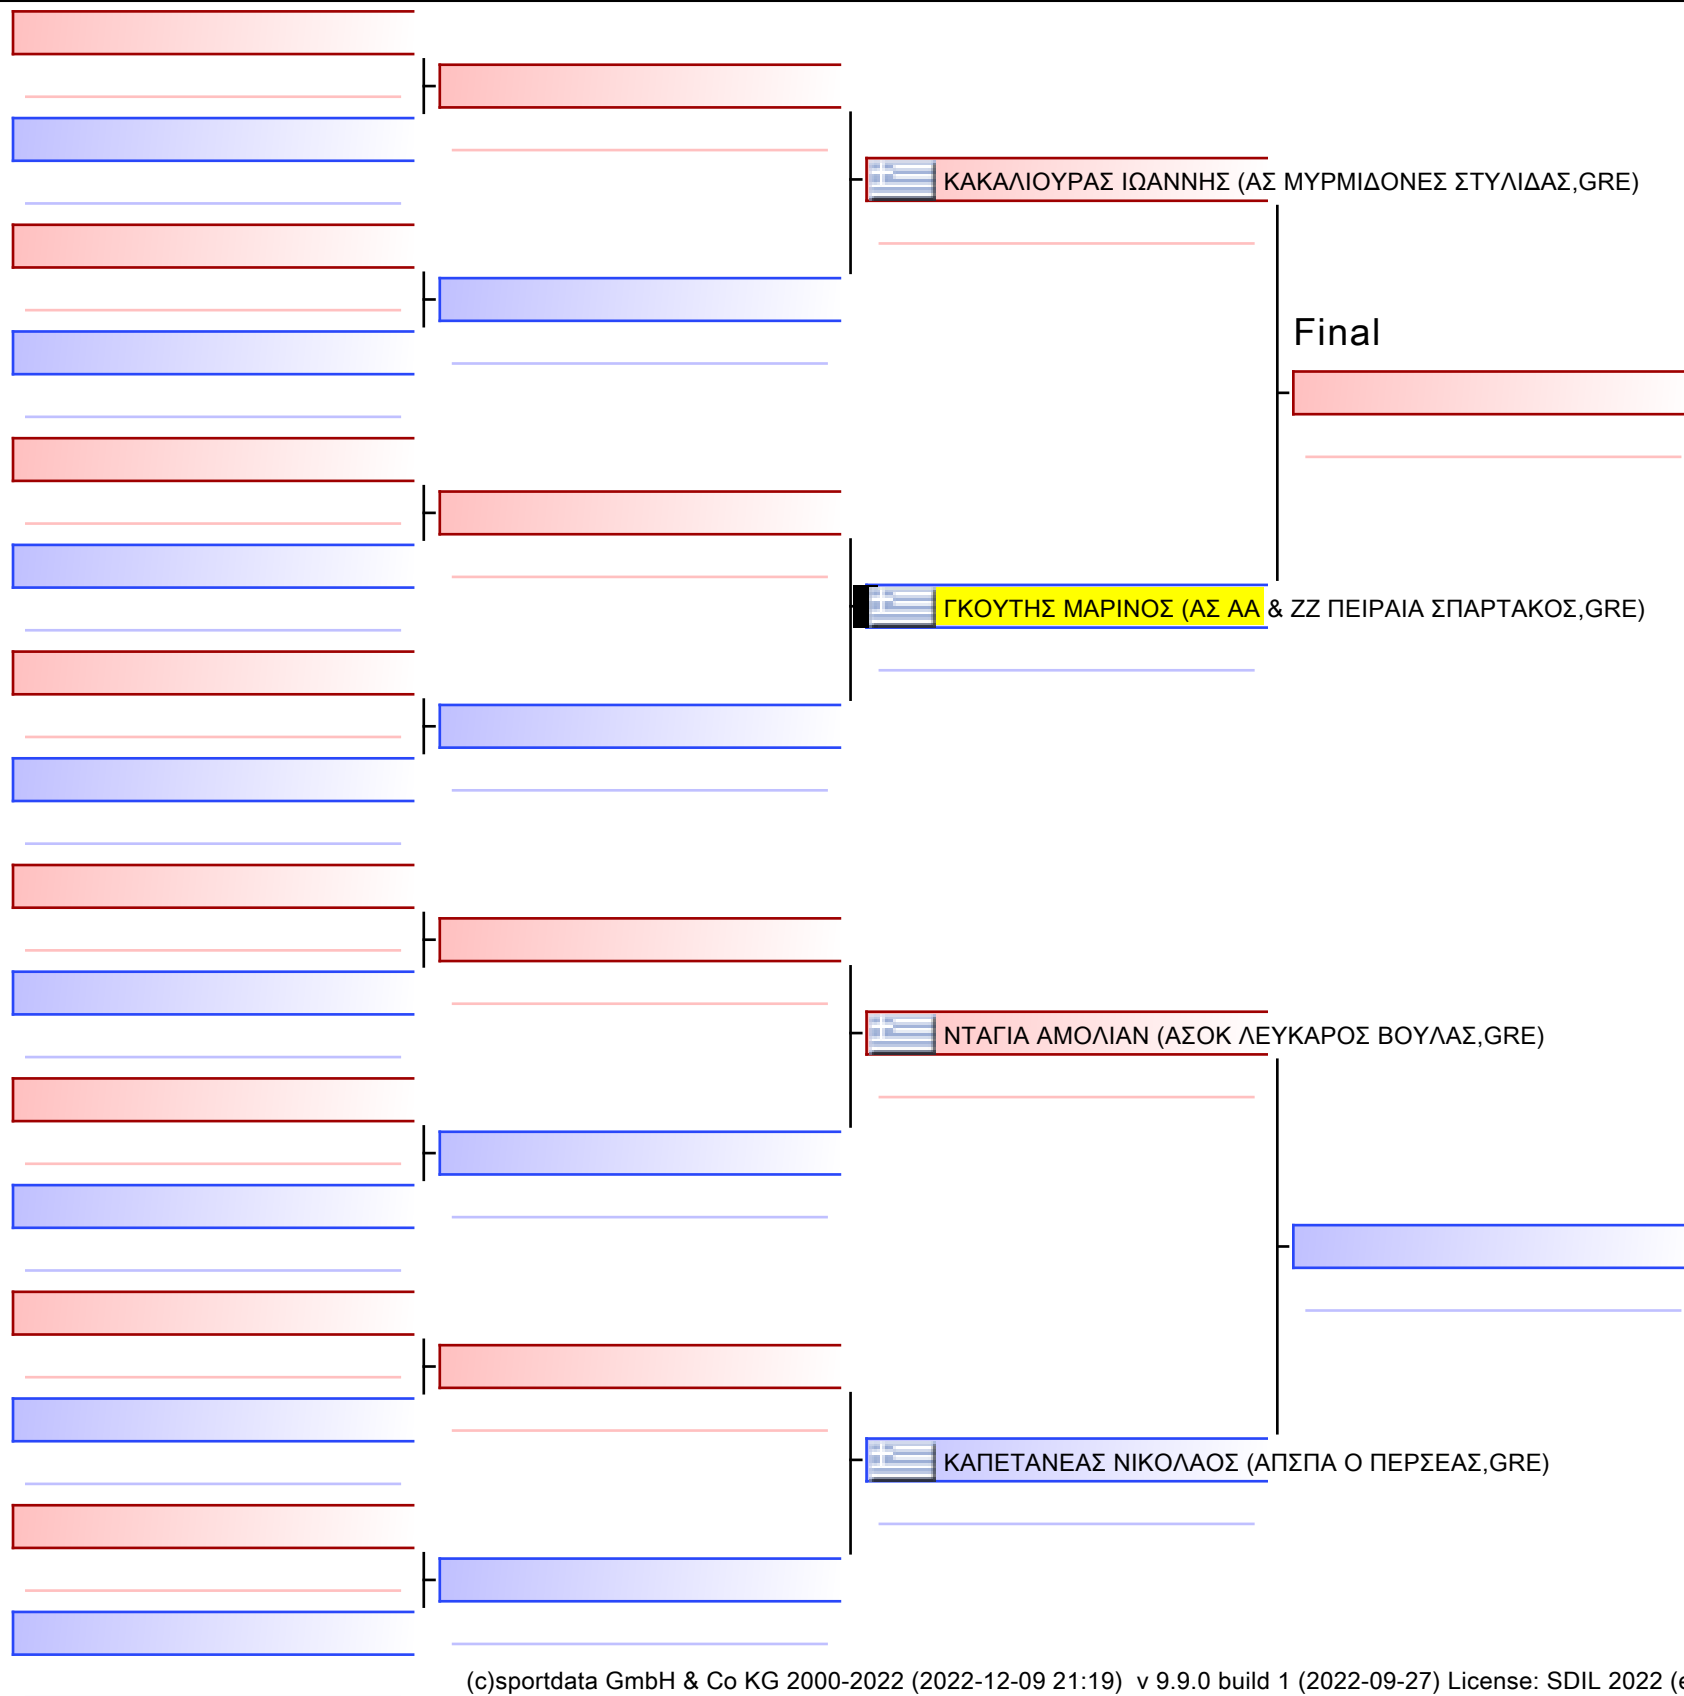 ΚΑΚΑΛΙΟΥΡΑΣ ΙΩΑΝΝΗΣ (ΑΣ ΜΥΡΜΙΔΟΝΕΣ ΣΤΥΛΙΔΑΣ,GRE)
Final
ΓΚΟΥΤΗΣ ΜΑΡΙΝΟΣ (ΑΣ ΑΑ & ΖΖ ΠΕΙΡΑΙΑ ΣΠΑΡΤΑΚΟΣ,GRE)
ΝΤΑΓΙΑ ΑΜΟΛΙΑΝ (ΑΣΟΚ ΛΕΥΚΑΡΟΣ ΒΟΥΛΑΣ,GRE)
ΚΑΠΕΤΑΝΕΑΣ ΝΙΚΟΛΑΟΣ (ΑΠΣΠΑ Ο ΠΕΡΣΕΑΣ,GRE)
(c)sportdata GmbH & Co KG 2000-2022 (2022-12-09 21:19) v 9.9.0 build 1 (2022-09-27) License: SDIL 2022 (e